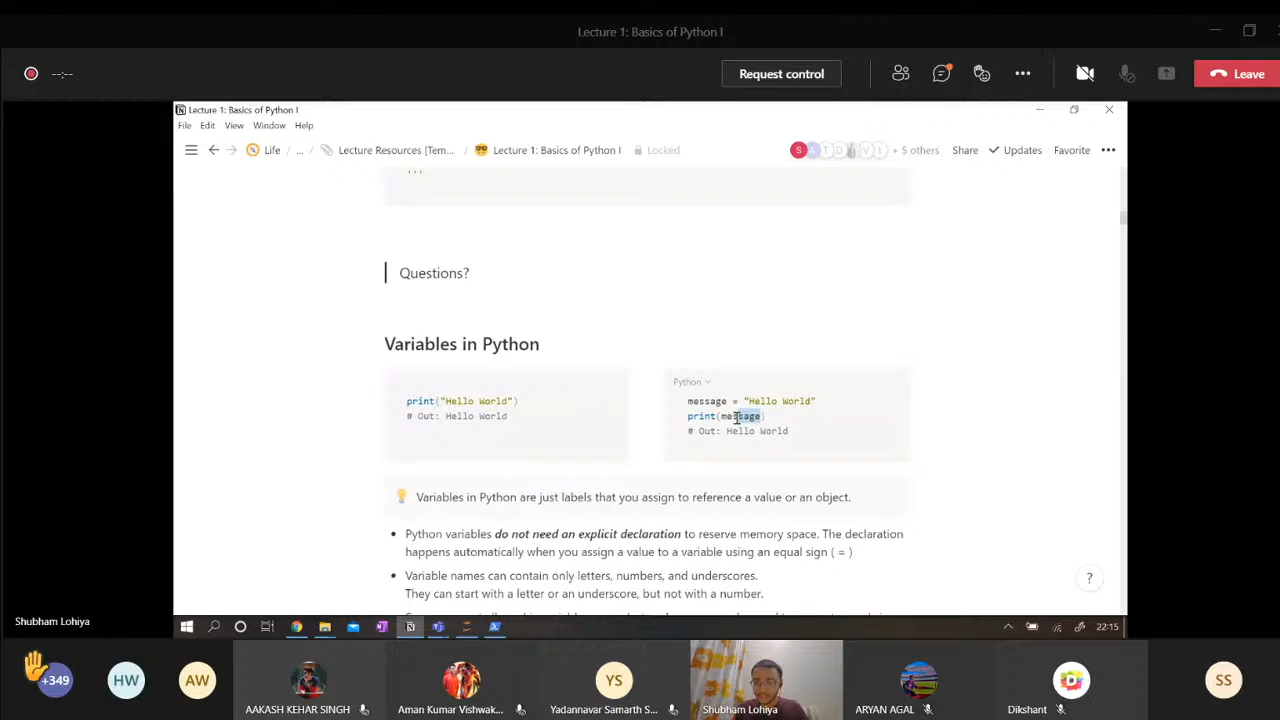 Lecture 1: Basics of Python I
--:--
Request control
Leave
Lecture 1: Basics of Python I
File Edit View Window Help
Life / ... / Lecture Resources [Tem... / Lecture 1: Basics of Python I Locked
S A T D V 1 + 5 others Share Updates Favorite
'''
Questions?
Variables in Python
print("Hello World")
# Out: Hello World
Python
message = "Hello World"
print(message)
# Out: Hello World
Variables in Python are just labels that you assign to reference a value or an object.
Python variables do not need an explicit declaration to reserve memory space. The declaration
happens automatically when you assign a value to a variable using an equal sign ( = )
Variable names can contain only letters, numbers, and underscores.
They can start with a letter or an underscore, but not with a number.
?
Shubham Lohiya
22:15
+349
HW
AW
AAKASH KEHAR SINGH
Aman Kumar Vishwak...
YS
Yadannavar Samarth S...
Shubham Lohiya
ARYAN AGAL
Dikshant
SS